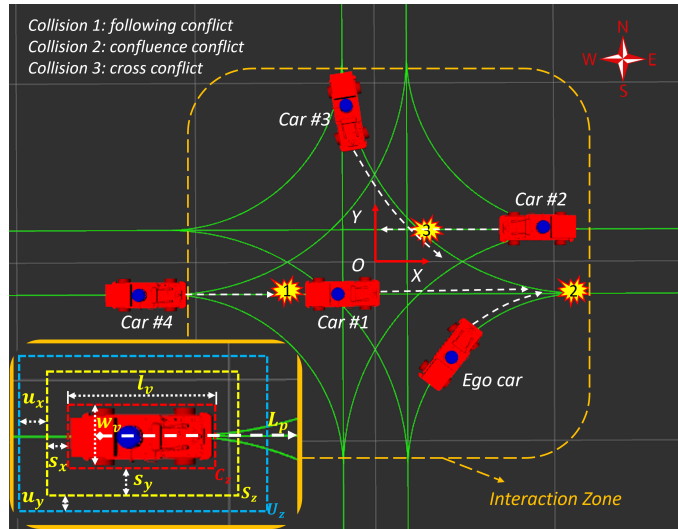 Collision 1: following conflict
Collision 2: confluence conflict
Collision 3: cross conflict
N
W E
S
Car #3
Car #2
Y
3
O
X
1
2
Car #4
Car #1
Ego car
l_v
u_x
w_v
L_p
s_x
C_r
s_y
S_z
u_y
U_z
Interaction Zone